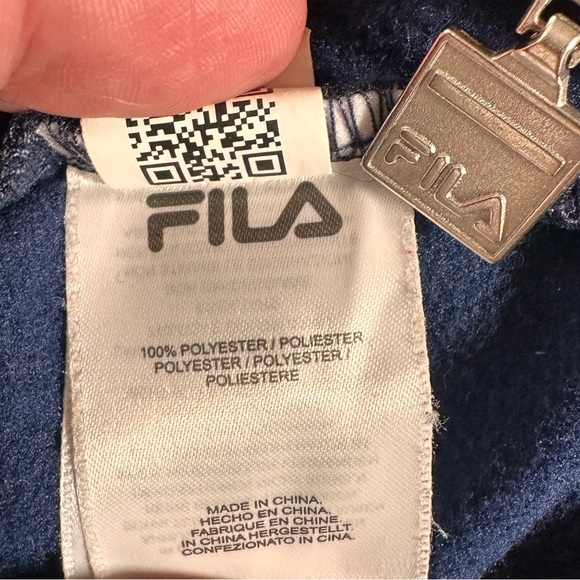 FILA
FILA
100% POLYESTER / POLIESTER
POLYESTER / POLYESTER /
POLIESTERE
MADE IN CHINA.
HECHO EN CHINA.
FABRIQUE EN CHINE.
IN CHINA HERGESTELLT.
CONFEZIONATO IN CINA.